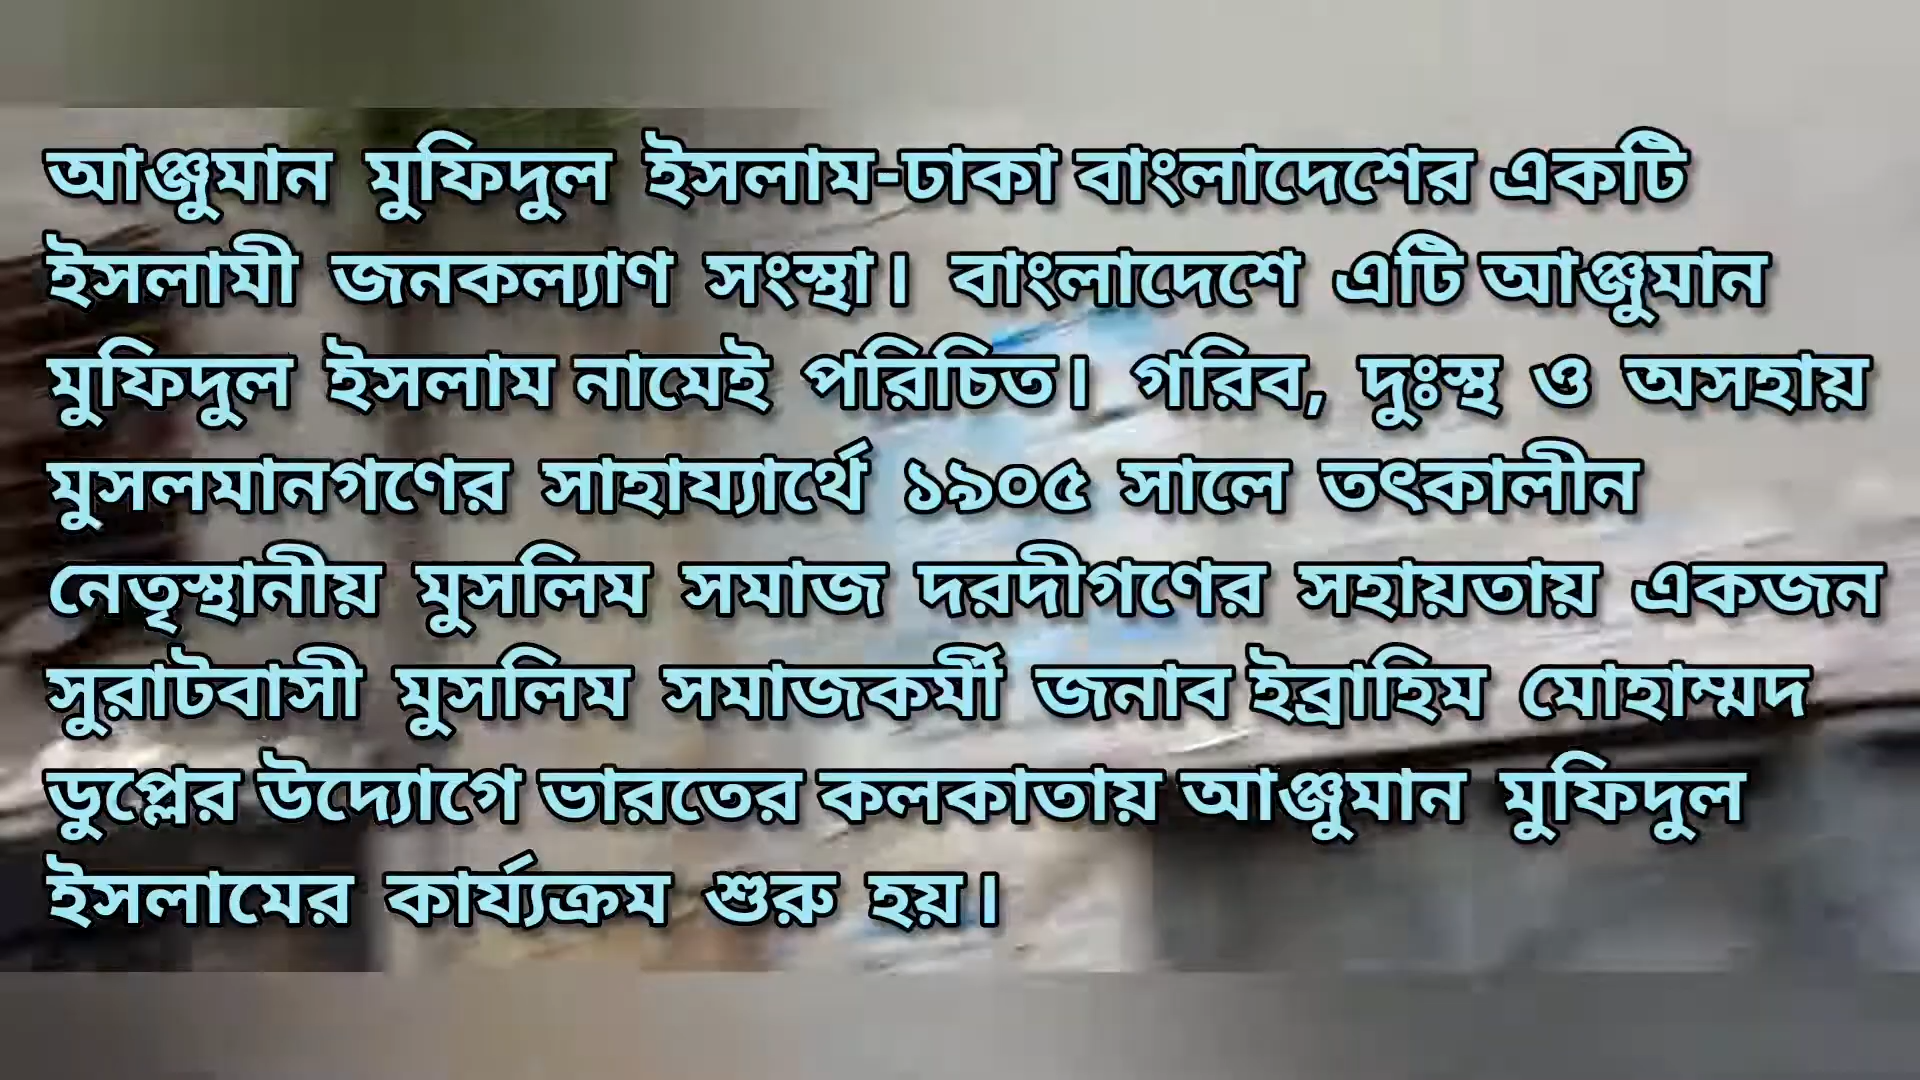 আঞ্জুমান মুফিদুল ইসলাম-ঢাকা বাংলাদেশের একটি
ইসলামী জনকল্যাণ সংস্থা। বাংলাদেশে এটি আঞ্জুমান
মুফিদুল ইসলাম নামেই পরিচিত। গরিব, দুঃস্থ ও অসহায়
মুসলমানগণের সাহায্যার্থে ১৯০৫ সালে তৎকালীন
নেতৃস্থানীয় মুসলিম সমাজ দরদীগণের সহায়তায় একজন
সুরাটবাসী মুসলিম সমাজকর্মী জনাব ইব্রাহিম মোহাম্মদ
ডুপ্লের উদ্যোগে ভারতের কলকাতায় আঞ্জুমান মুফিদুল
ইসলামের কার্য্যক্রম শুরু হয়।